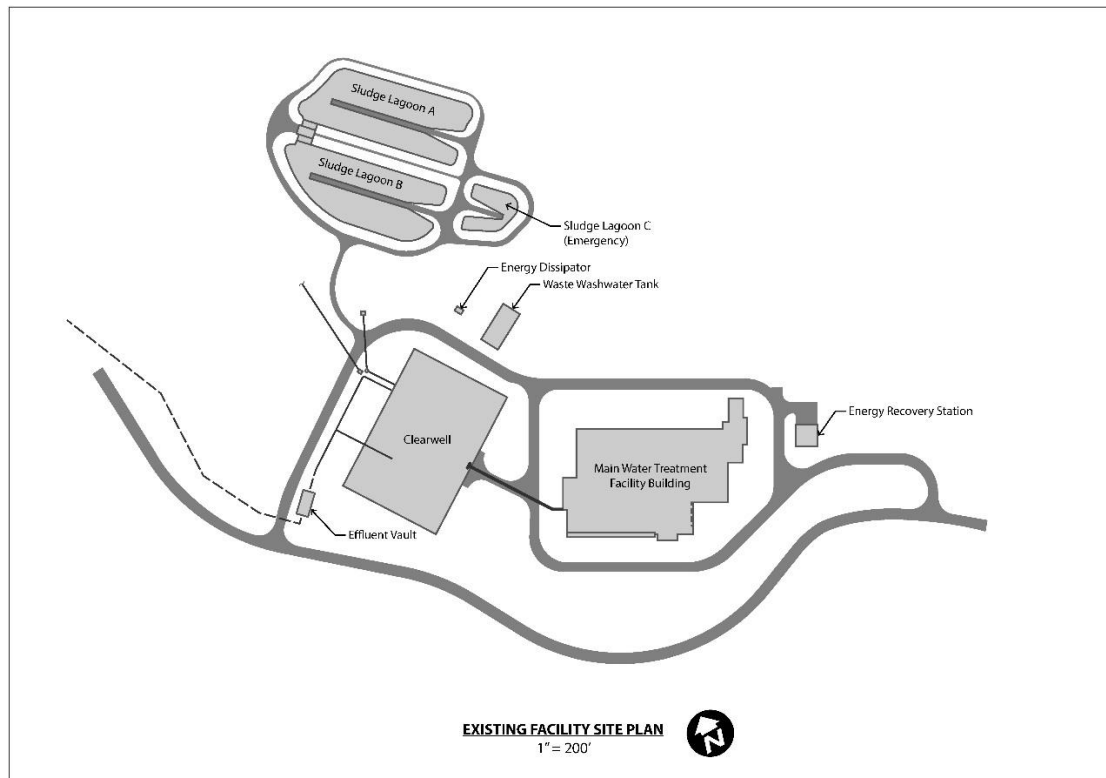 Sludge Lagoon A
Sludge Lagoon B
Sludge Lagoon C
(Emergency)
Energy Dissipator
Waste Washwater Tank
Energy Recovery Station
Clearwell
Main Water Treatment
Facility Building
Effluent Vault
EXISTING FACILITY SITE PLAN
1" = 200'
N